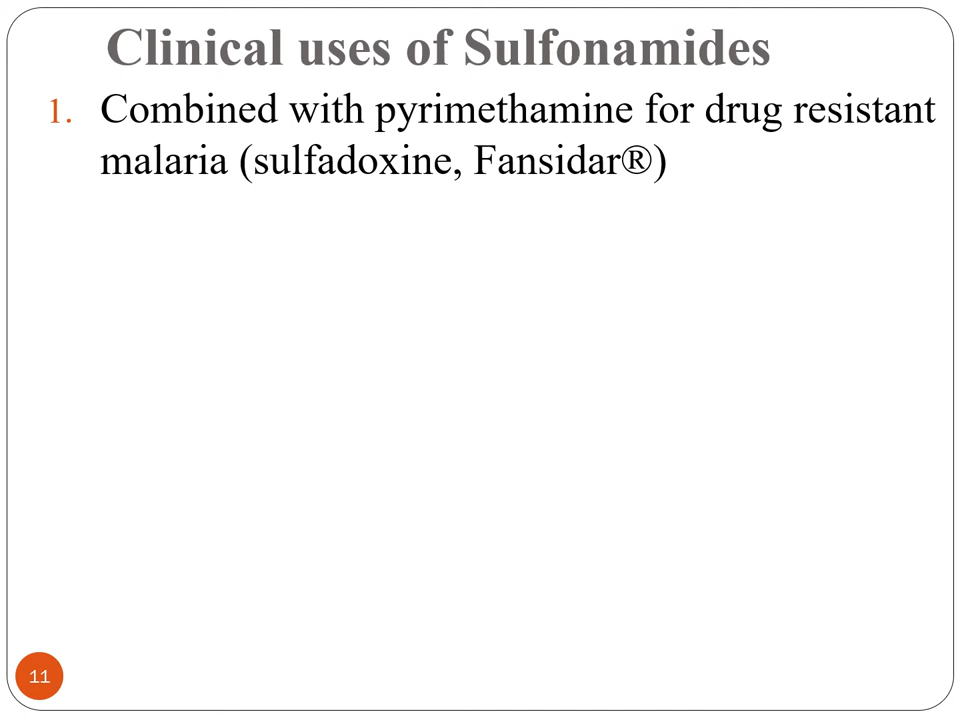 Clinical uses of Sulfonamides
1. Combined with pyrimethamine for drug resistant
malaria (sulfadoxine, Fansidar®)
11